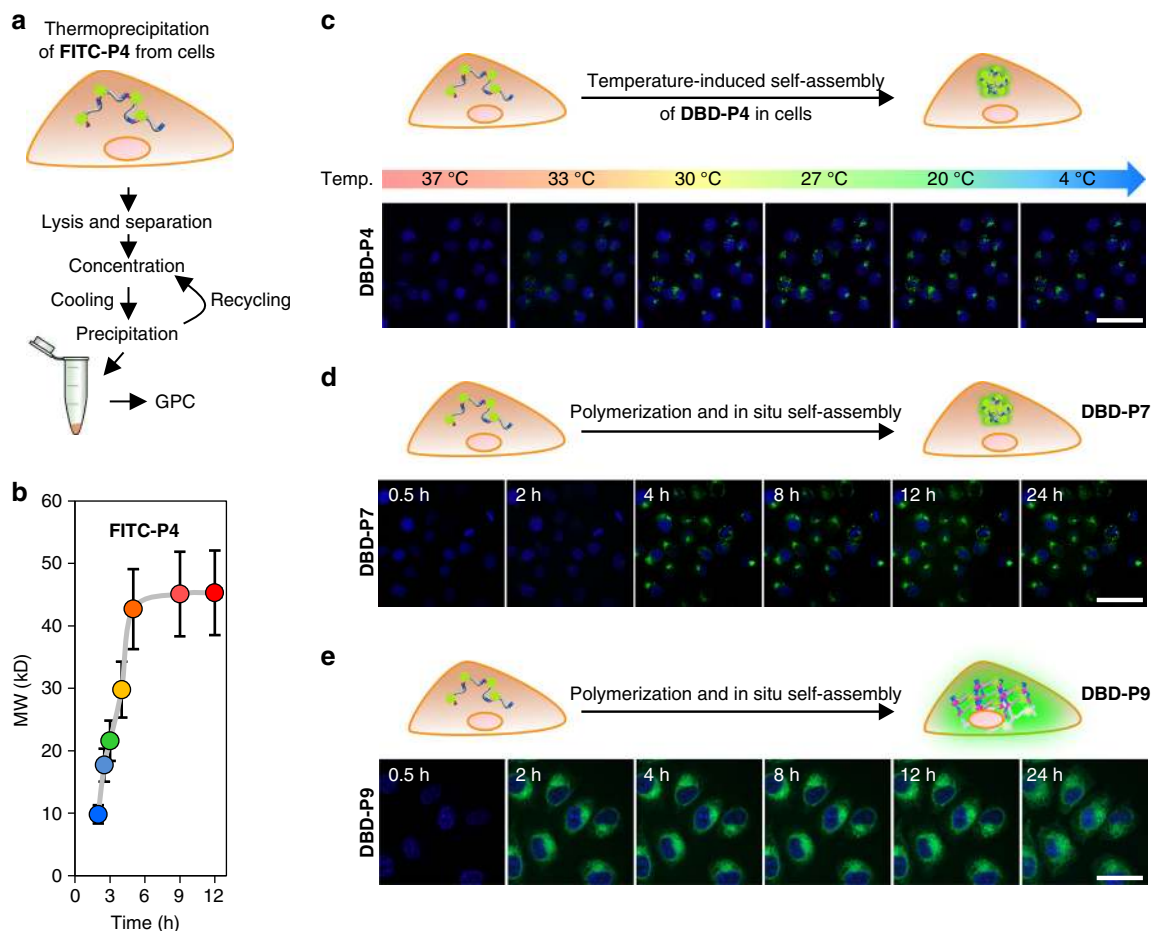 a
Thermoprecipitation
of FITC-P4 from cells
Lysis and separation
Concentration
Cooling
Recycling
Precipitation
GPC
b
60
50
40
30
20
10
0
MW (kD)
FITC-P4
0 3 6 9 12
Time (h)
c
Temperature-induced self-assembly
of DBD-P4 in cells
Temp. 37 °C 33 °C 30 °C 27 °C 20 °C 4 °C
DBD-P4
d
Polymerization and in situ self-assembly
DBD-P7
DBD-P7
0.5 h 2 h 4 h 8 h 12 h 24 h
e
Polymerization and in situ self-assembly
DBD-P9
DBD-P9
0.5 h 2 h 4 h 8 h 12 h 24 h